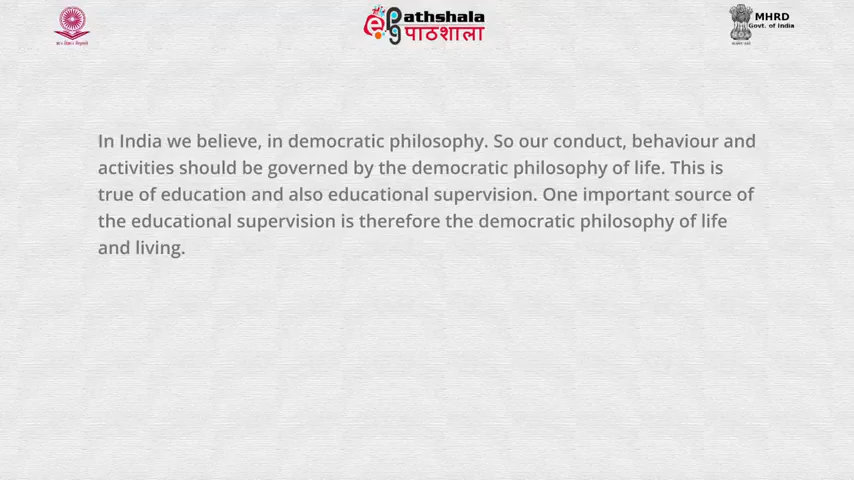 epathshala
पाठशाला
MHRD
Govt. of India
In India we believe, in democratic philosophy. So our conduct, behaviour and
activities should be governed by the democratic philosophy of life. This is
true of education and also educational supervision. One important source of
the educational supervision is therefore the democratic philosophy of life
and living.